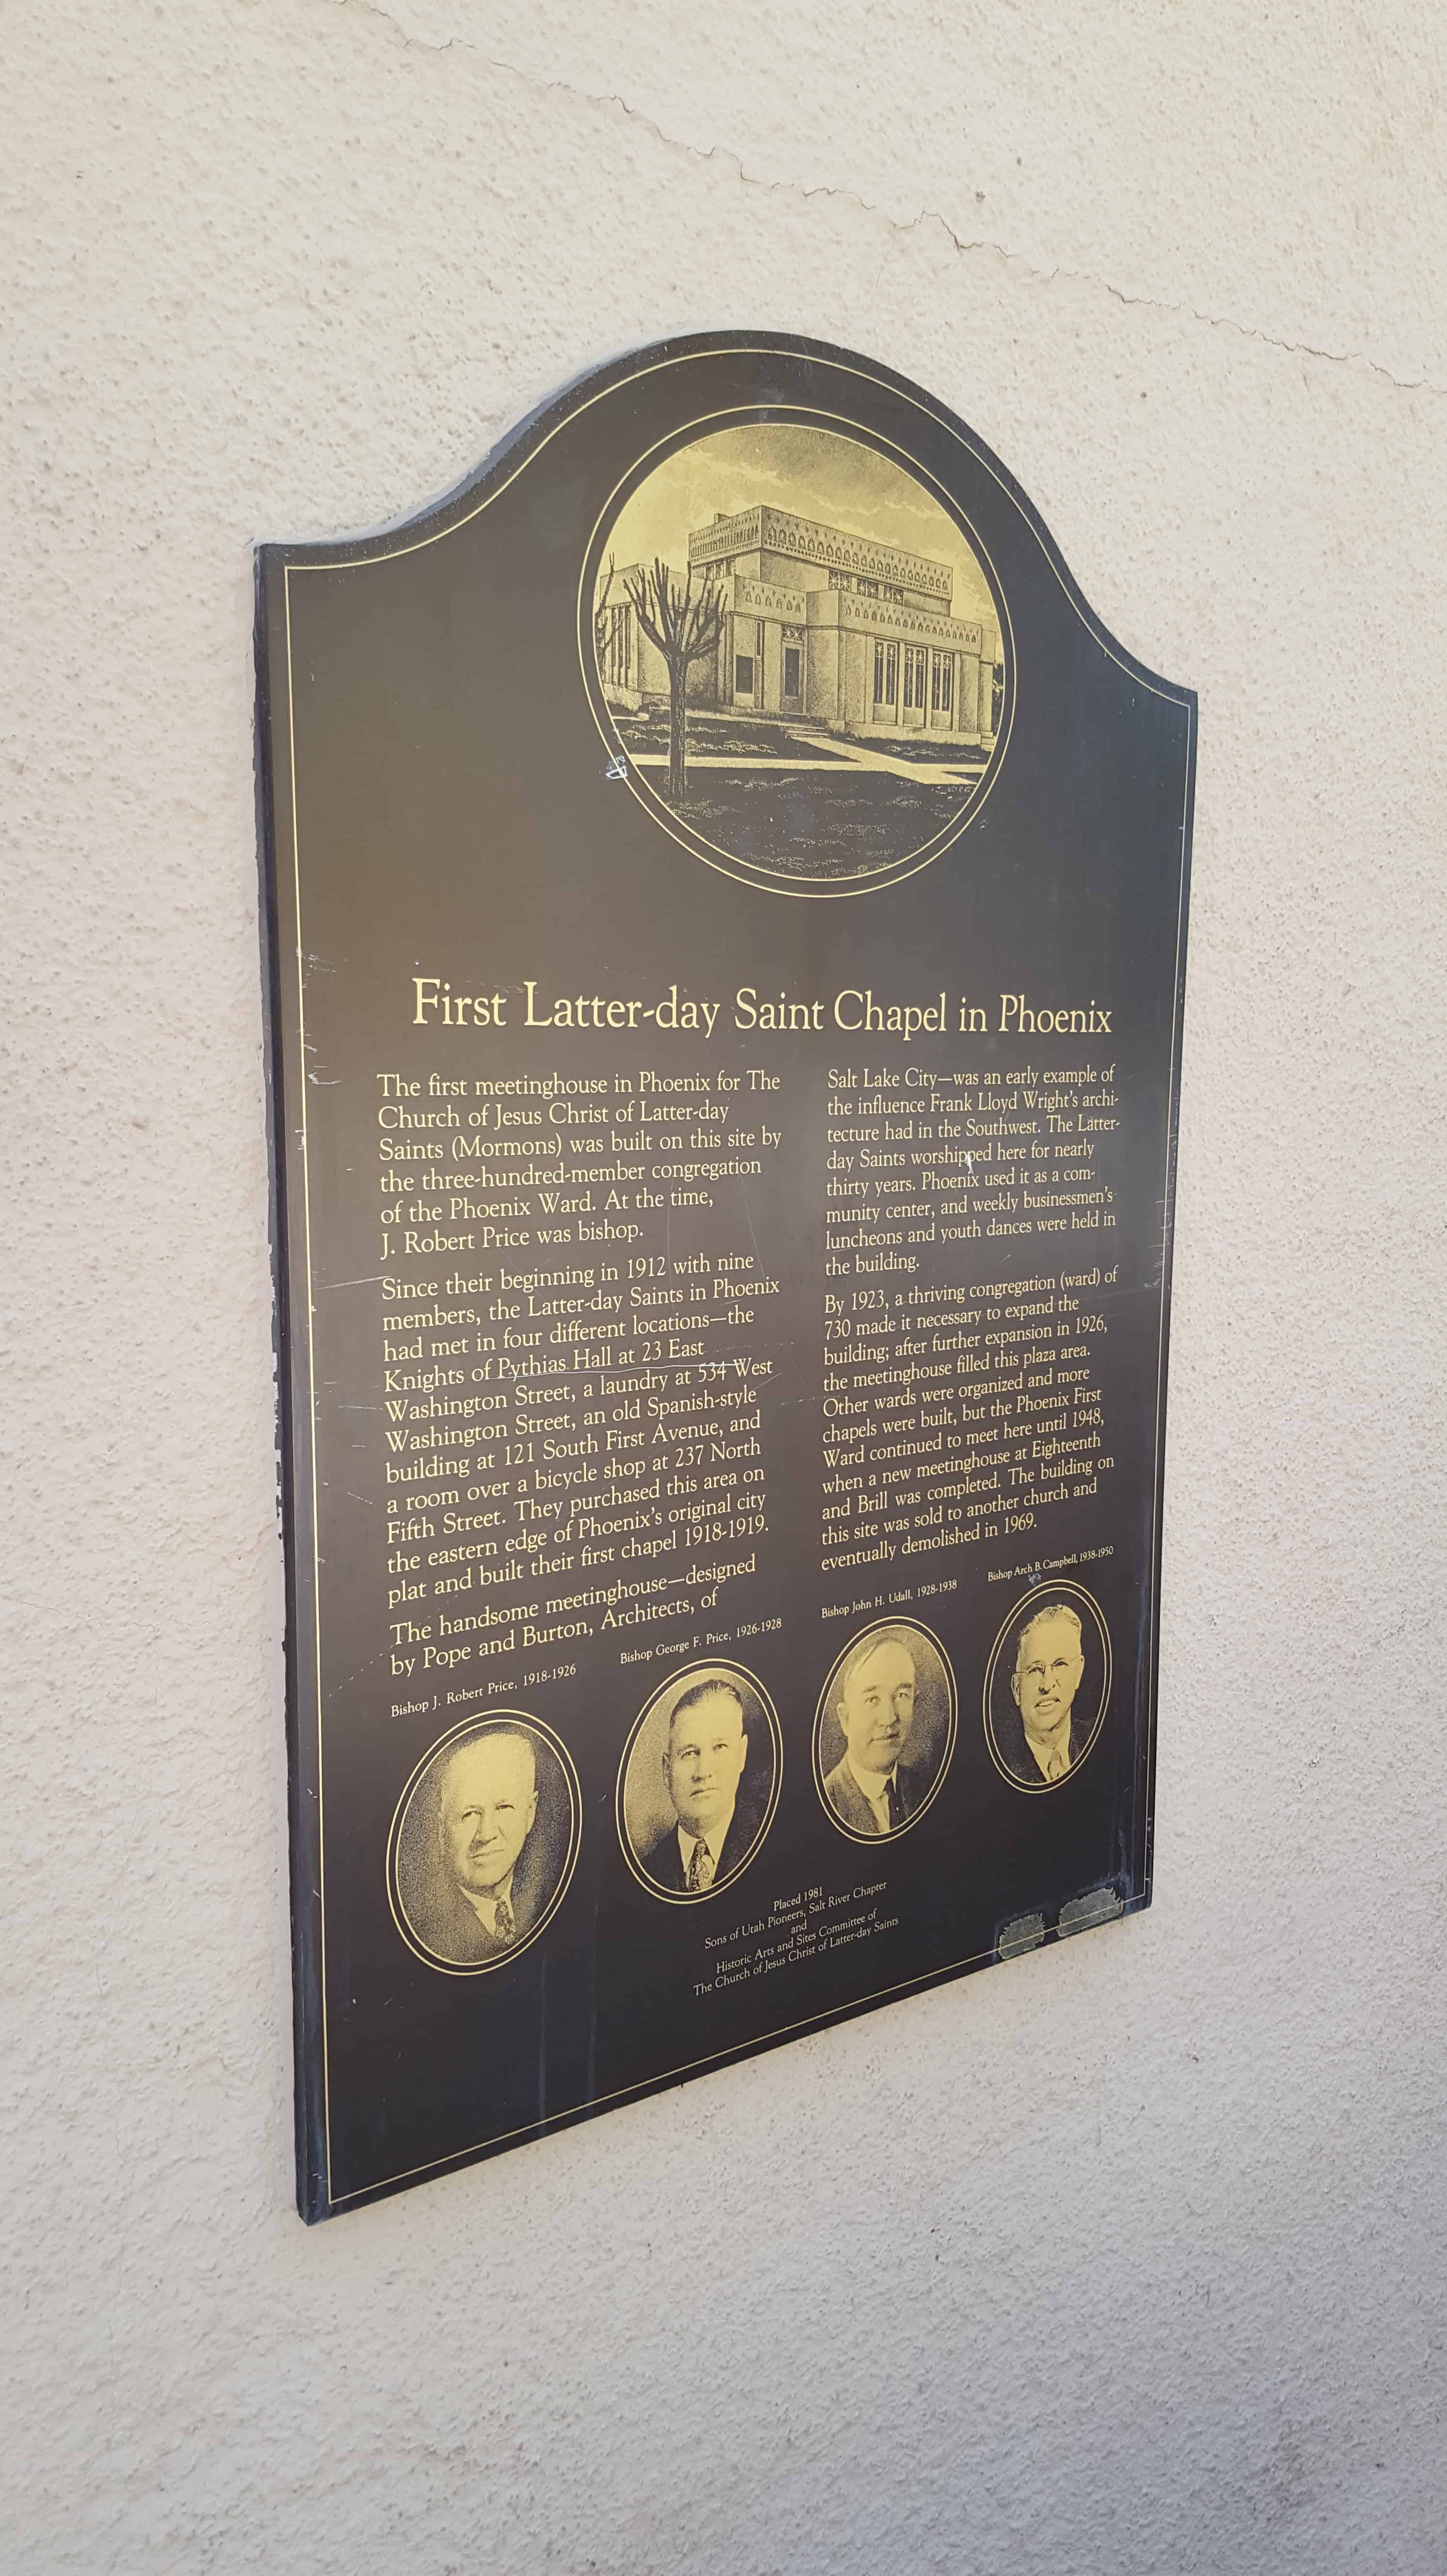 First Latter-day Saint Chapel in Phoenix
The first meetinghouse in Phoenix for The
Church of Jesus Christ of Latter-day
Saints (Mormons) was built on this site by
the three-hundred-member congregation
of the Phoenix Ward. At the time,
J. Robert Price was bishop.
Since their beginning in 1912 with nine
members, the Latter-day Saints in Phoenix
had met in four different locations—the
Knights of Pythias Hall at 23 East
Washington Street, a laundry at 534 West
Washington Street, an old Spanish-style
building at 121 South First Avenue, and
a room over a bicycle shop at 237 North
Fifth Street. They purchased this area on
the eastern edge of Phoenix's original city
plat and built their first chapel 1918-1919.
The handsome meetinghouse—designed
by Pope and Burton, Architects, of
Salt Lake City—was an early example of
the influence Frank Lloyd Wright's archi-
tecture had in the Southwest. The Latter-
day Saints worshipped here for nearly
thirty years. Phoenix used it as a com-
munity center, and weekly businessmen's
luncheons and youth dances were held in
the building.
By 1923, a thriving congregation (ward) of
730 made it necessary to expand the
building; after further expansion in 1926,
the meetinghouse filled this plaza area.
Other wards were organized and more
chapels were built, but the Phoenix First
Ward continued to meet here until 1948,
when a new meetinghouse at Eighteenth
and Brill was completed. The building on
this site was sold to another church and
eventually demolished in 1969.
Bishop J. Robert Price, 1918-1926
Bishop George F. Price, 1926-1928
Bishop John H. Udall, 1928-1938
Bishop Arch B. Campbell, 1938-1950
Placed 1981
Sons of Utah Pioneers, Salt River Chapter
and
Historic Arts and Sites Committee of
The Church of Jesus Christ of Latter-day Saints